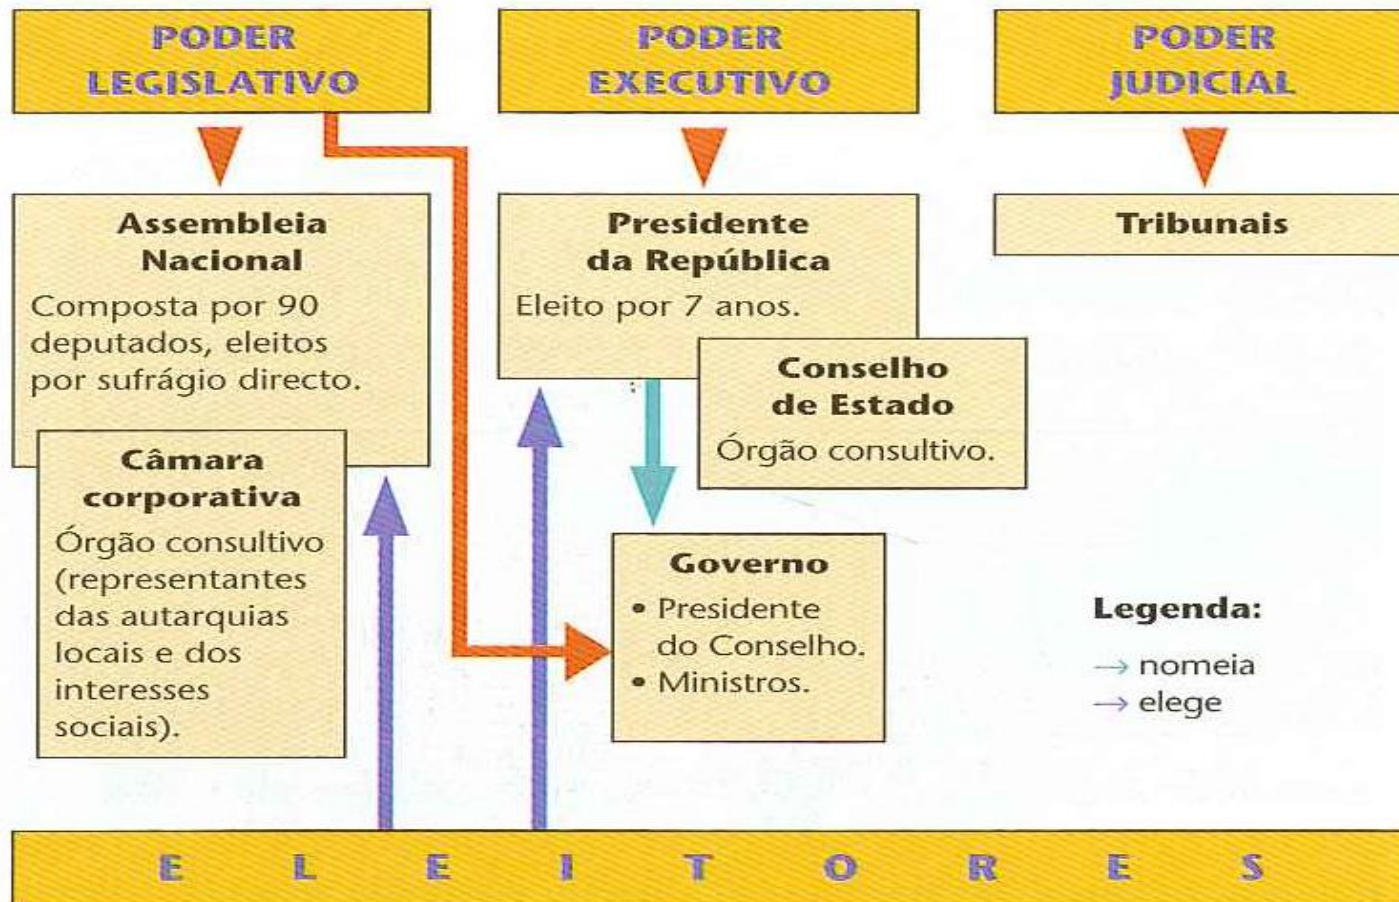 PODER
LEGISLATIVO
PODER
EXECUTIVO
PODER
JUDICIAL
Assembleia
Nacional
Composta por 90
deputados, eleitos
por sufrágio directo.
Câmara
corporativa
Órgão consultivo
(representantes
das autarquias
locais e dos
interesses
sociais).
Presidente
da República
Eleito por 7 anos.
Conselho
de Estado
Órgão consultivo.
Governo
• Presidente
do Conselho.
• Ministros.
Tribunais
Legenda:
→ nomeia
→ elege
E L E I T O R E S